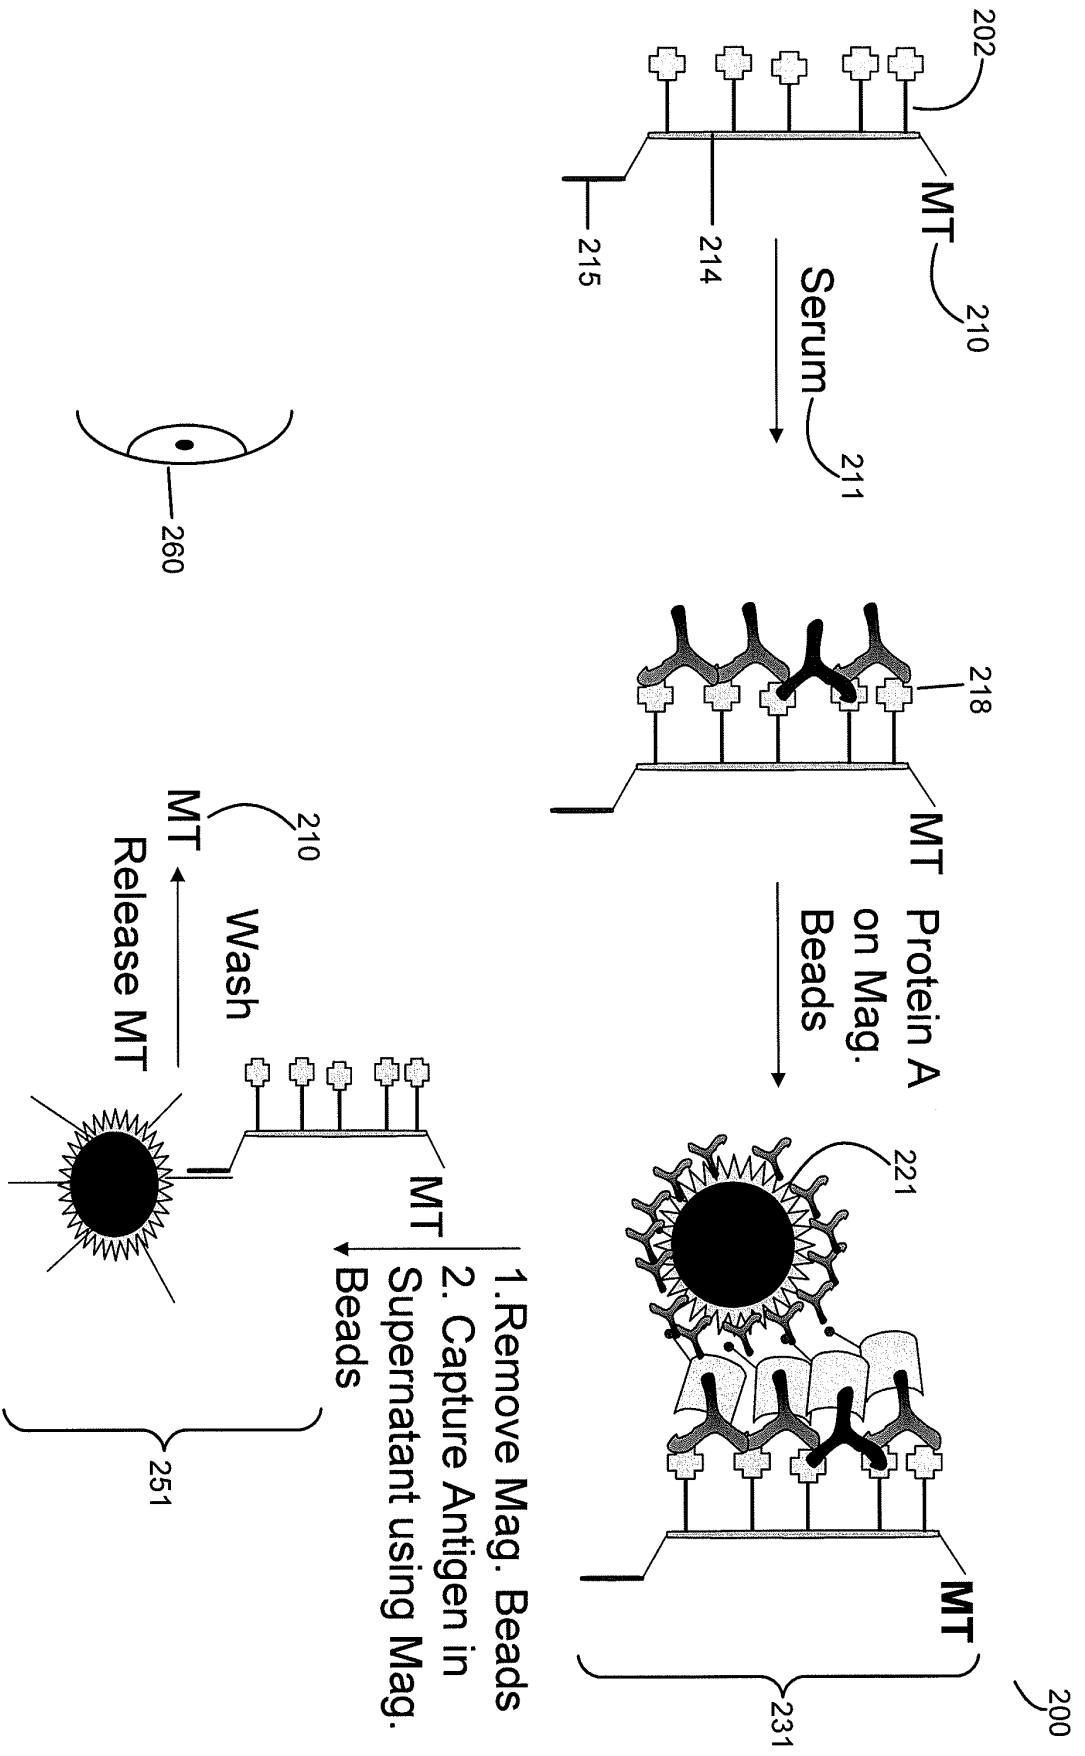 200
202
MT
210
214
215
Serum
211
218
MT
Protein A
on Mag.
Beads
221
MT
231
1.Remove Mag. Beads
2. Capture Antigen in
Supernatant using Mag.
Beads
MT
251
Wash
Release MT
MT
210
260